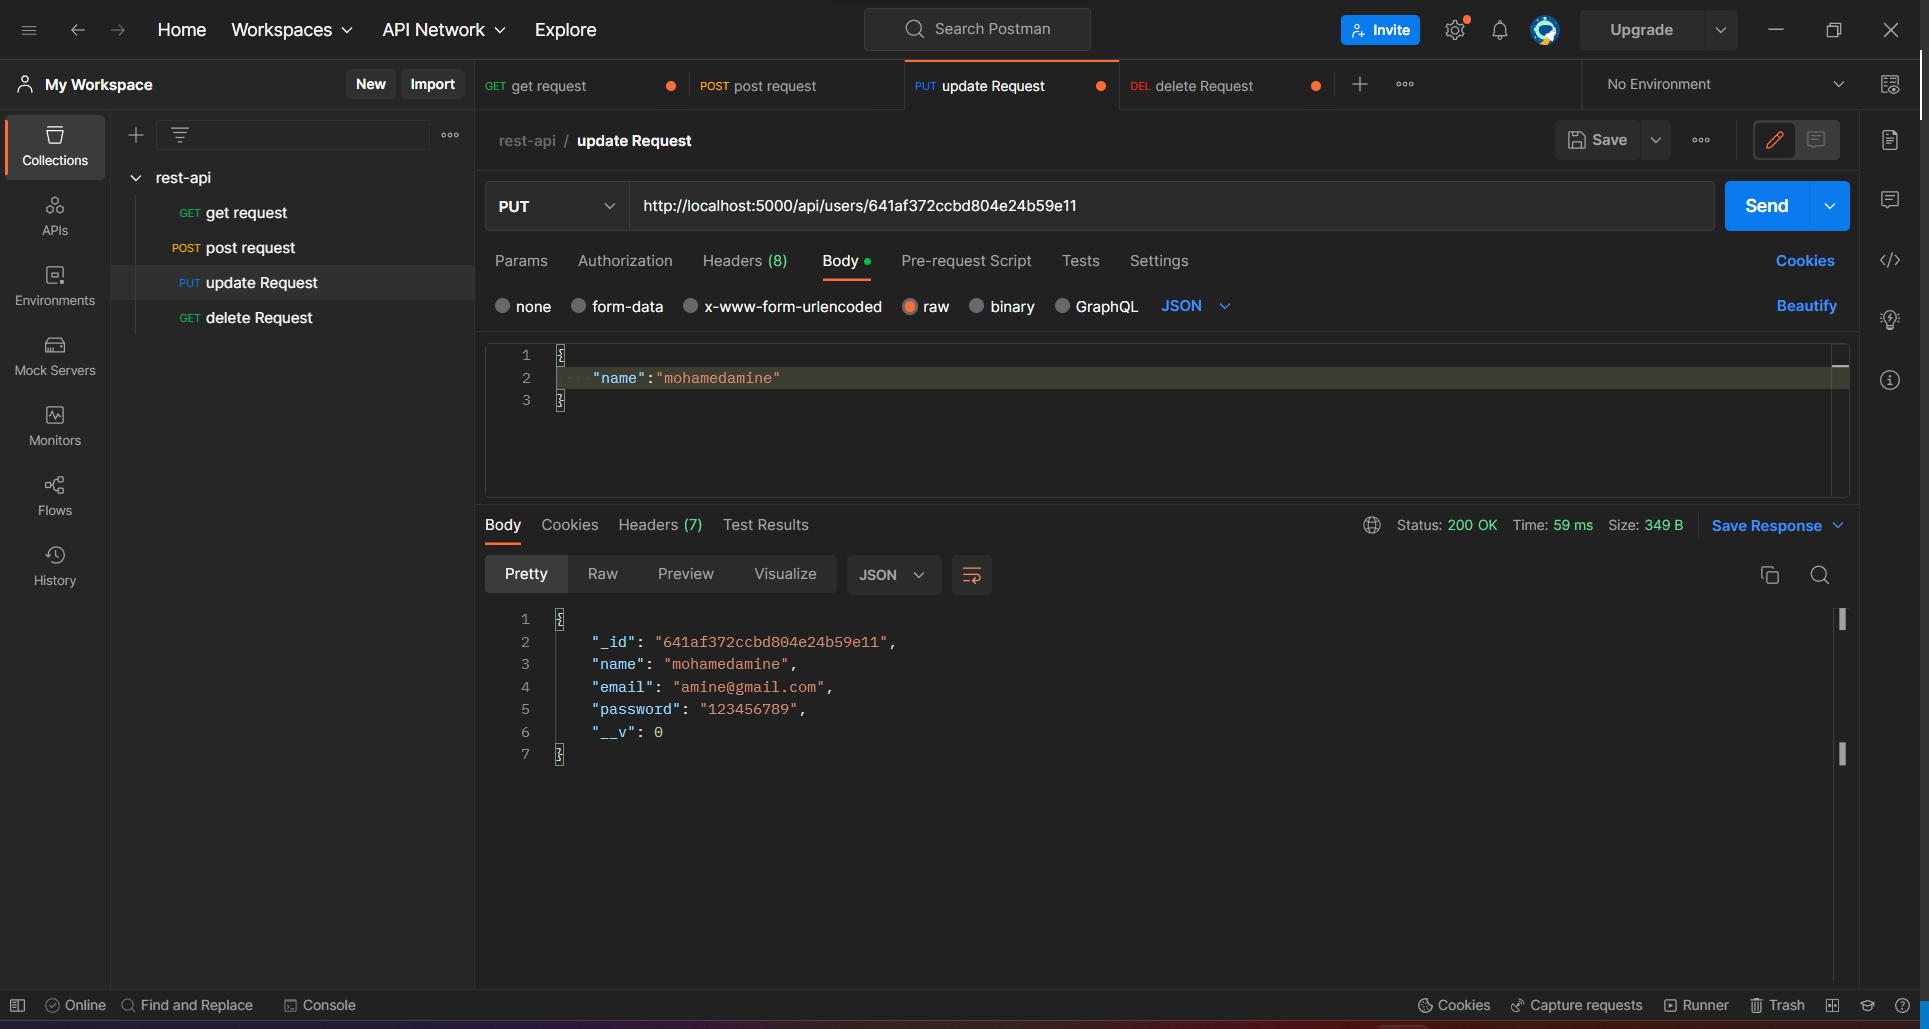 Home Workspaces API Network Explore Search Postman Invite Upgrade
My Workspace New Import GET get request POST post request PUT update Request DEL delete Request No Environment
Collections
APIs
Environments
Mock Servers
Monitors
Flows
History
rest-api
GET get request
POST post request
PUT update Request
GET delete Request
rest-api / update Request Save
PUT http://localhost:5000/api/users/641af372ccbd804e24b59e11 Send
Params Authorization Headers (8) Body Pre-request Script Tests Settings Cookies
none form-data x-www-form-urlencoded raw binary GraphQL JSON Beautify
1 {
2 "name":"mohamedamine"
3 }
Body Cookies Headers (7) Test Results Status: 200 OK Time: 59 ms Size: 349 B Save Response
Pretty Raw Preview Visualize JSON
1 {
2 "_id": "641af372ccbd804e24b59e11",
3 "name": "mohamedamine",
4 "email": "amine@gmail.com",
5 "password": "123456789",
6 "__v": 0
7 }
Online Find and Replace Console Cookies Capture requests Runner Trash